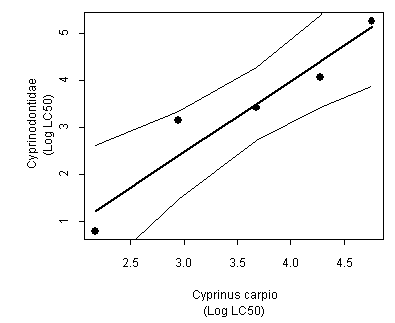 Cyprinodontidae
(Log LC50)
5
4
3
2
1
2.5 3.0 3.5 4.0 4.5
Cyprinus carpio
(Log LC50)